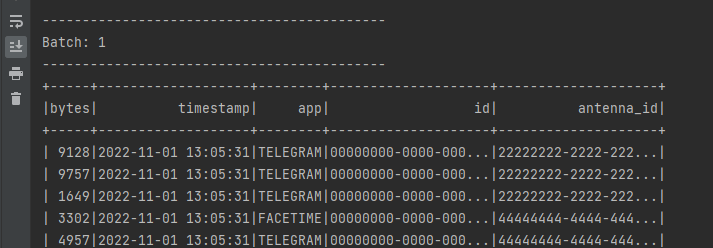 -------------------------------------------
Batch: 1
-------------------------------------------
+-----+-------------------+--------+--------------------+--------------------+
|bytes|          timestamp|     app|                  id|          antenna_id|
+-----+-------------------+--------+--------------------+--------------------+
| 9128|2022-11-01 13:05:31|TELEGRAM|00000000-0000-000...|22222222-2222-222...|
| 9757|2022-11-01 13:05:31|TELEGRAM|00000000-0000-000...|22222222-2222-222...|
| 1649|2022-11-01 13:05:31|TELEGRAM|00000000-0000-000...|22222222-2222-222...|
| 3302|2022-11-01 13:05:31|FACETIME|00000000-0000-000...|44444444-4444-444...|
| 4957|2022-11-01 13:05:31|TELEGRAM|00000000-0000-000...|22222222-2222-222...|